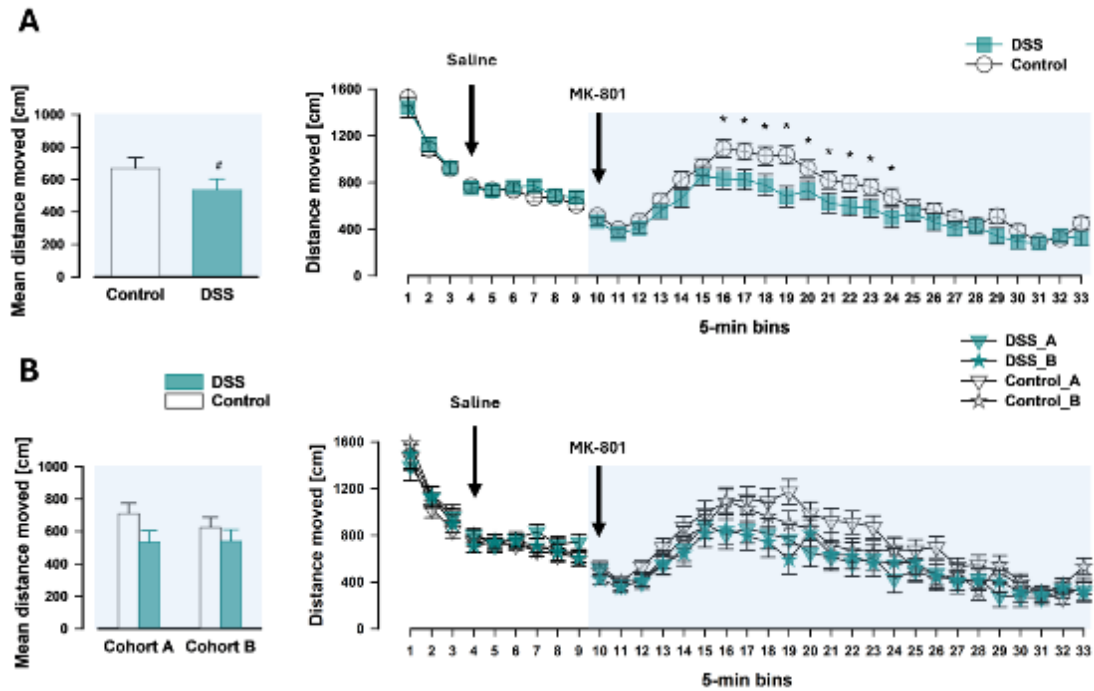 A
DSS
Control
Saline
MK-801
Mean distance moved [cm]
1000
800
600
400
200
0
#
Control DSS
Distance moved [cm]
1600
1200
800
400
0
* * * * * * * * *
1 2 3 4 5 6 7 8 9 10 11 12 13 14 15 16 17 18 19 20 21 22 23 24 25 26 27 28 29 30 31 32 33
5-min bins
B
DSS
Control
DSS_A
DSS_B
Control_A
Control_B
Saline
MK-801
Mean distance moved [cm]
1000
800
600
400
200
0
Cohort A Cohort B
Distance moved [cm]
1600
1200
800
400
0
1 2 3 4 5 6 7 8 9 10 11 12 13 14 15 16 17 18 19 20 21 22 23 24 25 26 27 28 29 30 31 32 33
5-min bins